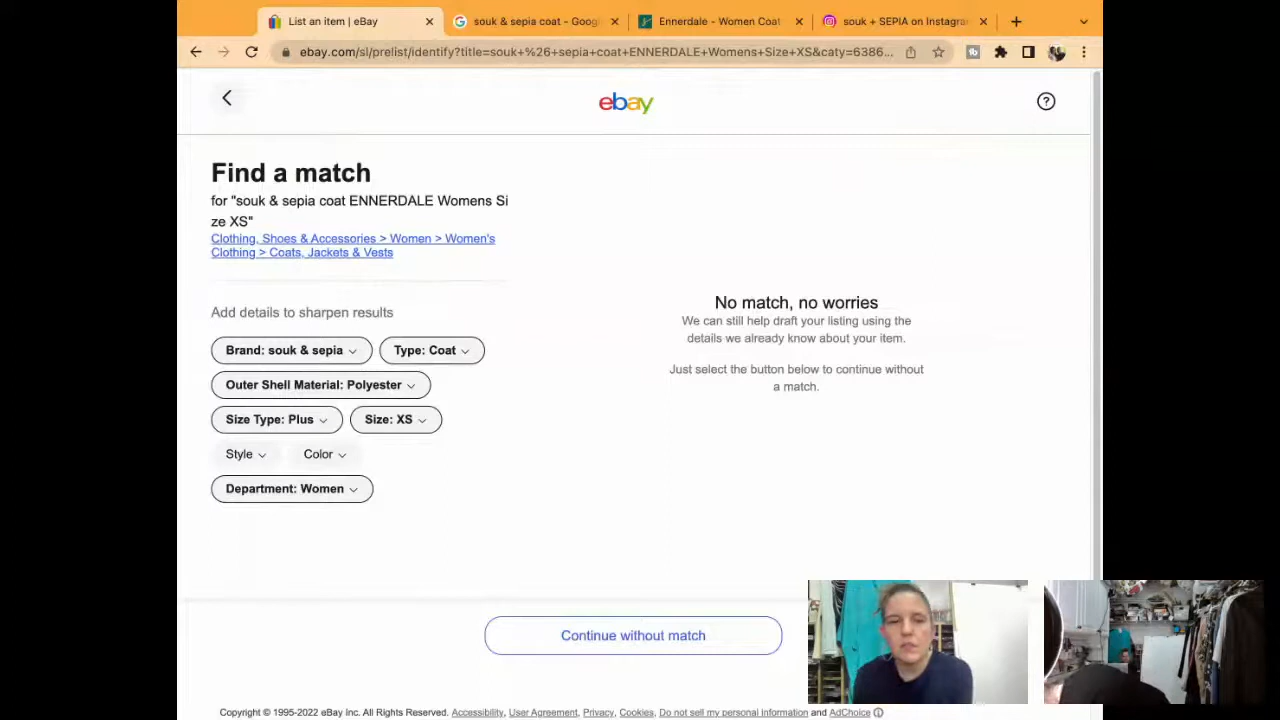 List an item | eBay
souk & sepia coat - Goog
Ennerdale - Women Coat
souk + SEPIA on Instagra
ebay.com/sl/prelist/identify?title=souk+%26+sepia+coat+ENNERDALE+Womens+Size+XS&caty=6386...
ebay
Find a match
for "souk & sepia coat ENNERDALE Womens Si
ze XS"
Clothing, Shoes & Accessories > Women > Women's
Clothing > Coats, Jackets & Vests
Add details to sharpen results
Brand: souk & sepia
Type: Coat
Outer Shell Material: Polyester
Size Type: Plus
Size: XS
Style
Color
Department: Women
No match, no worries
We can still help draft your listing using the
details we already know about your item.
Just select the button below to continue without
a match.
Continue without match
Copyright © 1995-2022 eBay Inc. All Rights Reserved. Accessibility, User Agreement, Privacy, Cookies, Do not sell my personal information and AdChoice